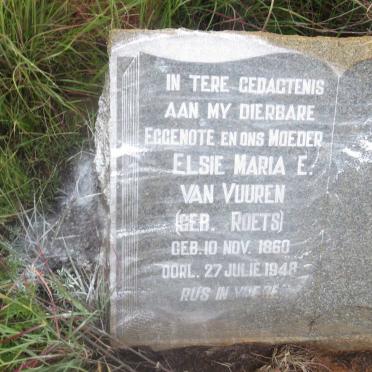 IN TERE GEDAGTENIS
AAN MY DIERBARE
EGGENOTE EN ONS MOEDER
ELSIE MARIA E.
VAN VUUREN
(GEB. ROETS)
GEB. 10 NOV. 1860
OORL. 27 JULIE 1948
RUS IN VREDE